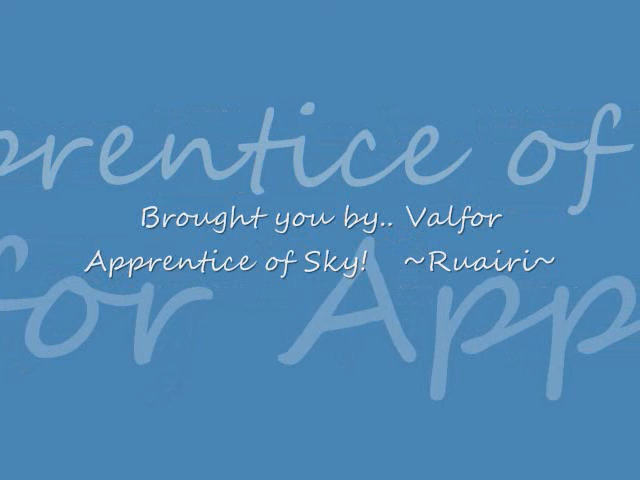 prentice of
Brought you by.. Valfor
Apprentice of Sky!   ~Ruairi~
for App